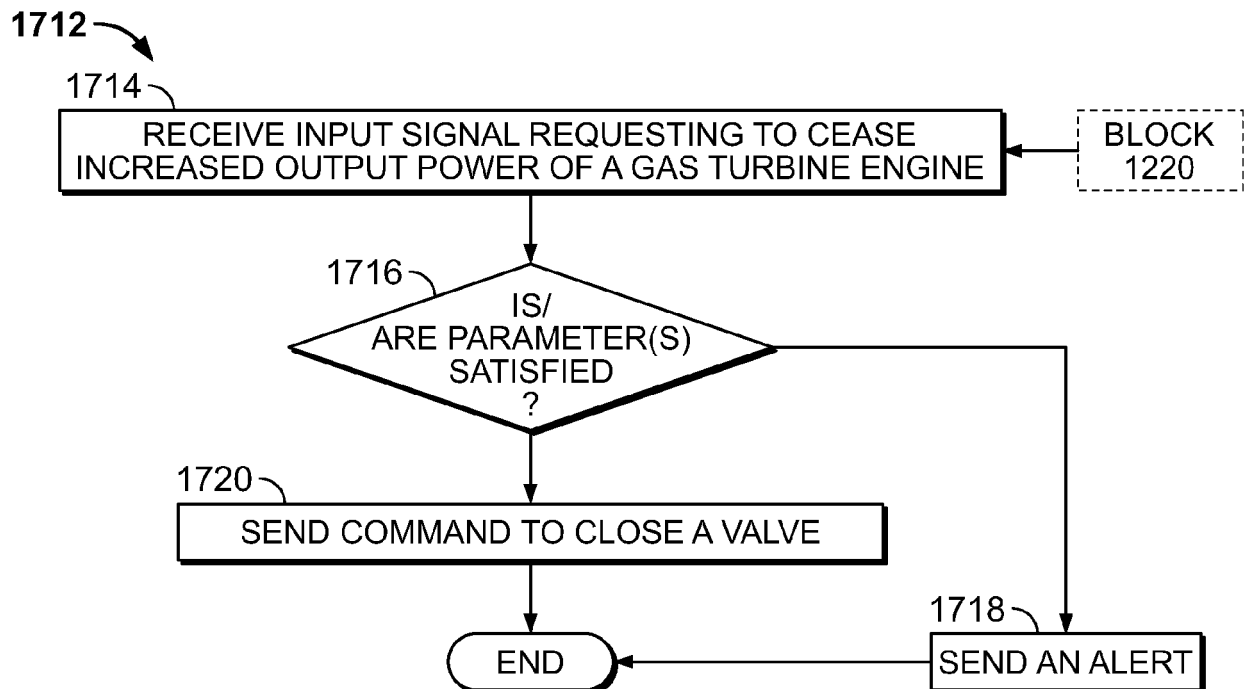 1712
1714
RECEIVE INPUT SIGNAL REQUESTING TO CEASE
INCREASED OUTPUT POWER OF A GAS TURBINE ENGINE
BLOCK
1220
1716
IS/
ARE PARAMETER(S)
SATISFIED
?
1720
SEND COMMAND TO CLOSE A VALVE
1718
SEND AN ALERT
END